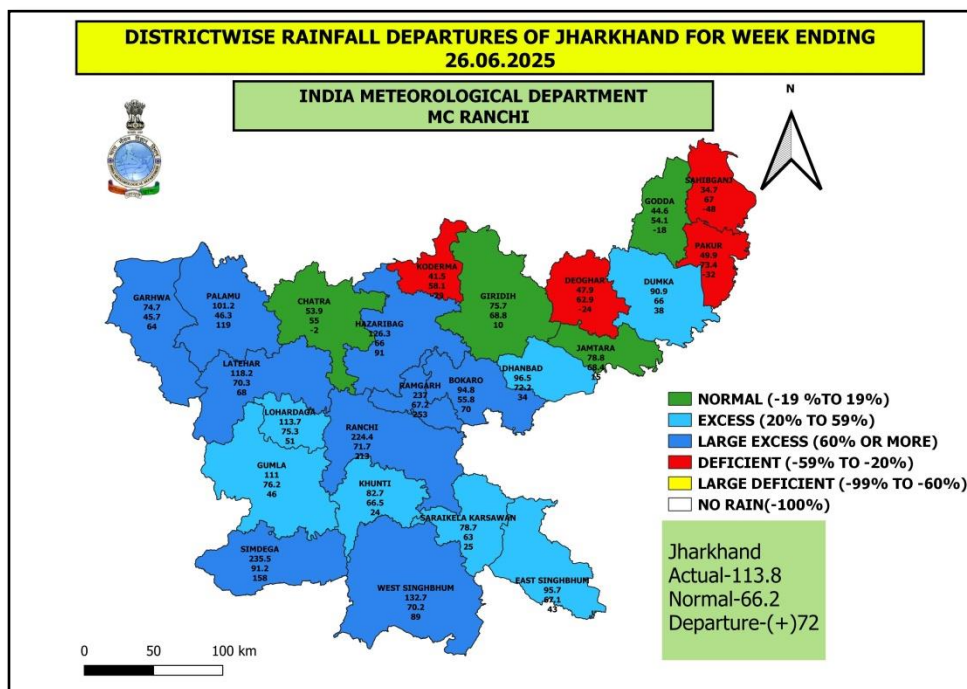 DISTRICTWISE RAINFALL DEPARTURES OF JHARKHAND FOR WEEK ENDING
26.06.2025
INDIA METEOROLOGICAL DEPARTMENT
MC RANCHI
N
SAHIBGANJ
34.7
67
-48
GODDA
44.6
54.1
-18
PAKUR
49.9
73.4
-32
KODERMA
41.5
58.1
DEOGHAR
47.9
62.9
-24
DUMKA
90.9
66
38
GARHWA
74.7
45.7
64
PALAMU
101.2
46.3
119
CHATRA
53.9
55
-2
GIRIDIH
75.7
68.8
10
HAZARIBAG
126.3
66
91
JAMTARA
78.8
68.4
15
LATEHAR
118.2
70.3
68
DHANBAD
96.5
72.2
34
RAMGARH
237
67.2
253
BOKARO
94.8
55.8
70
LOHARDAGA
113.7
75.3
51
RANCHI
224.4
71.7
213
GUMLA
111
76.2
46
KHUNTI
82.7
66.5
24
SARAIKELA KARSAWAN
78.7
63
25
SIMDEGA
235.5
91.2
158
WEST SINGHBHUM
132.7
70.2
89
EAST SINGHBHUM
95.7
67.1
43
NORMAL (-19 %TO 19%)
EXCESS (20% TO 59%)
LARGE EXCESS (60% OR MORE)
DEFICIENT (-59% TO -20%)
LARGE DEFICIENT (-99% TO -60%)
NO RAIN(-100%)
Jharkhand
Actual-113.8
Normal-66.2
Departure-(+)72
0 50 100 km